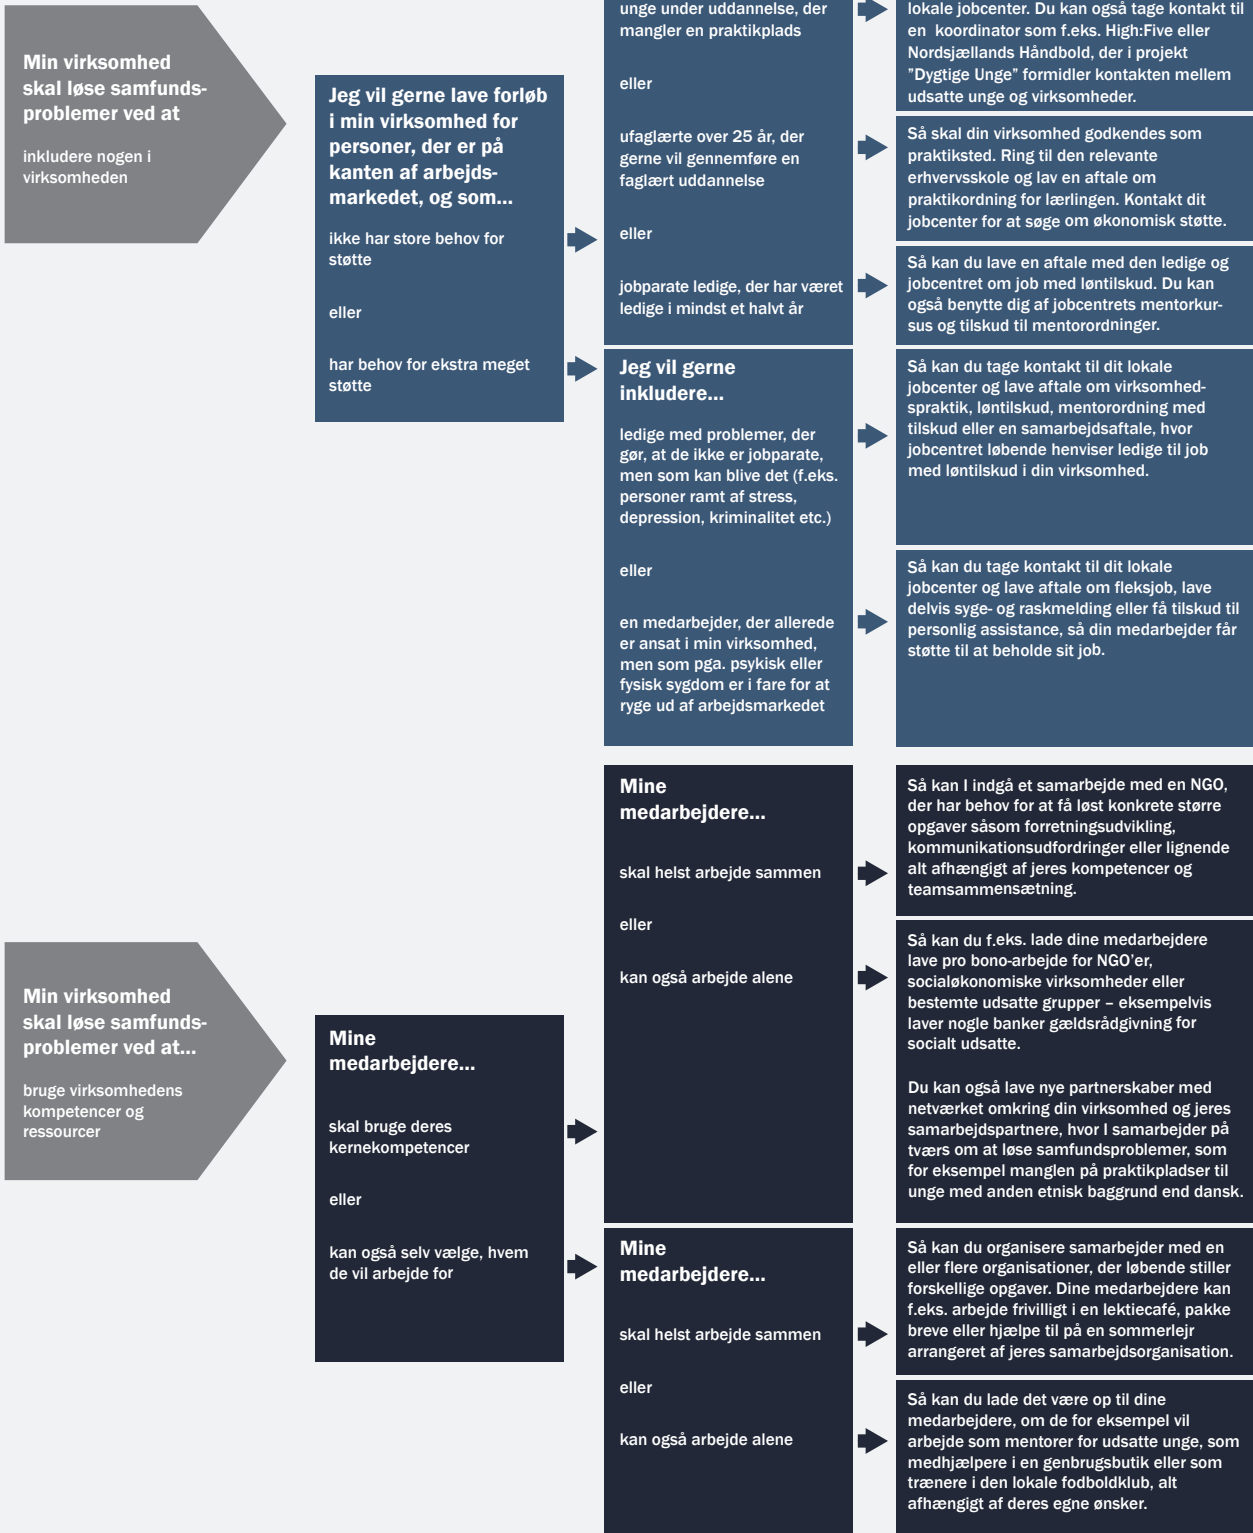 Min virksomhed
skal løse samfunds-
problemer ved at
inkludere nogen i
virksomheden
Jeg vil gerne lave forløb
i min virksomhed for
personer, der er på
kanten af arbejds-
markedet, og som...
ikke har store behov for
støtte
eller
har behov for ekstra meget
støtte
unge under uddannelse, der
mangler en praktikplads
eller
ufaglærte over 25 år, der
gerne vil gennemføre en
faglært uddannelse
eller
jobparate ledige, der har været
ledige i mindst et halvt år
lokale jobcenter. Du kan også tage kontakt til
en koordinator som f.eks. High:Five eller
Nordsjællands Håndbold, der i projekt
”Dygtige Unge” formidler kontakten mellem
udsatte unge og virksomheder.
Så skal din virksomhed godkendes som
praktiksted. Ring til den relevante
erhvervsskole og lav en aftale om
praktikordning for lærlingen. Kontakt dit
jobcenter for at søge om økonomisk støtte.
Så kan du lave en aftale med den ledige og
jobcentret om job med løntilskud. Du kan
også benytte dig af jobcentrets mentorkur-
sus og tilskud til mentorordninger.
Jeg vil gerne
inkludere...
ledige med problemer, der
gør, at de ikke er jobparate,
men som kan blive det (f.eks.
personer ramt af stress,
depression, kriminalitet etc.)
eller
en medarbejder, der allerede
er ansat i min virksomhed,
men som pga. psykisk eller
fysisk sygdom er i fare for at
ryge ud af arbejdsmarkedet
Så kan du tage kontakt til dit lokale
jobcenter og lave aftale om virksomhed-
spraktik, løntilskud, mentorordning med
tilskud eller en samarbejdsaftale, hvor
jobcentret løbende henviser ledige til job
med løntilskud i din virksomhed.
Så kan du tage kontakt til dit lokale
jobcenter og lave aftale om fleksjob, lave
delvis syge- og raskmelding eller få tilskud til
personlig assistance, så din medarbejder får
støtte til at beholde sit job.
Min virksomhed
skal løse samfunds-
problemer ved at...
bruge virksomhedens
kompetencer og
ressourcer
Mine
medarbejdere...
skal bruge deres
kernekompetencer
eller
kan også selv vælge, hvem
de vil arbejde for
Mine
medarbejdere...
skal helst arbejde sammen
eller
kan også arbejde alene
Så kan I indgå et samarbejde med en NGO,
der har behov for at få løst konkrete større
opgaver såsom forretningsudvikling,
kommunikationsudfordringer eller lignende
alt afhængigt af jeres kompetencer og
teamsammensætning.
Så kan du f.eks. lade dine medarbejdere
lave pro bono-arbejde for NGO’er,
socialøkonomiske virksomheder eller
bestemte udsatte grupper – eksempelvis
laver nogle banker gældsrådgivning for
socialt udsatte.
Du kan også lave nye partnerskaber med
netværket omkring din virksomhed og jeres
samarbejdspartnere, hvor I samarbejder på
tværs om at løse samfundsproblemer, som
for eksempel manglen på praktikpladser til
unge med anden etnisk baggrund end dansk.
Mine
medarbejdere...
skal helst arbejde sammen
eller
kan også arbejde alene
Så kan du organisere samarbejder med en
eller flere organisationer, der løbende stiller
forskellige opgaver. Dine medarbejdere kan
f.eks. arbejde frivilligt i en lektiecafé, pakke
breve eller hjælpe til på en sommerlejr
arrangeret af jeres samarbejdsorganisation.
Så kan du lade det være op til dine
medarbejdere, om de for eksempel vil
arbejde som mentorer for udsatte unge, som
medhjælpere i en genbrugsbutik eller som
trænere i den lokale fodboldklub, alt
afhængigt af deres egne ønsker.